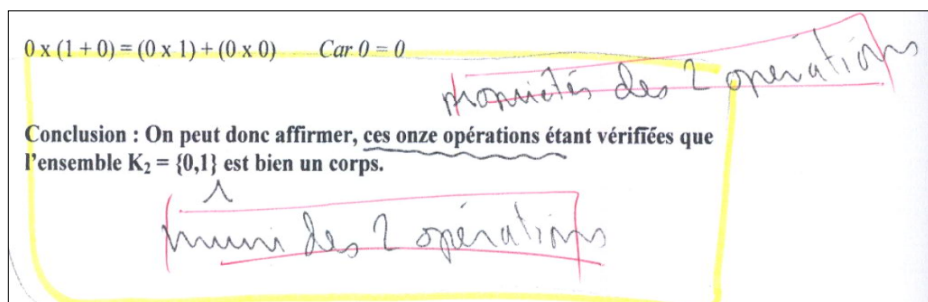 0 x (1 + 0) = (0 x 1) + (0 x 0) Car 0 = 0
propriétés des 2 opérations
Conclusion : On peut donc affirmer, ces onze opérations étant vérifiées que
l'ensemble K₂ = {0,1} est bien un corps.
muni des 2 opérations